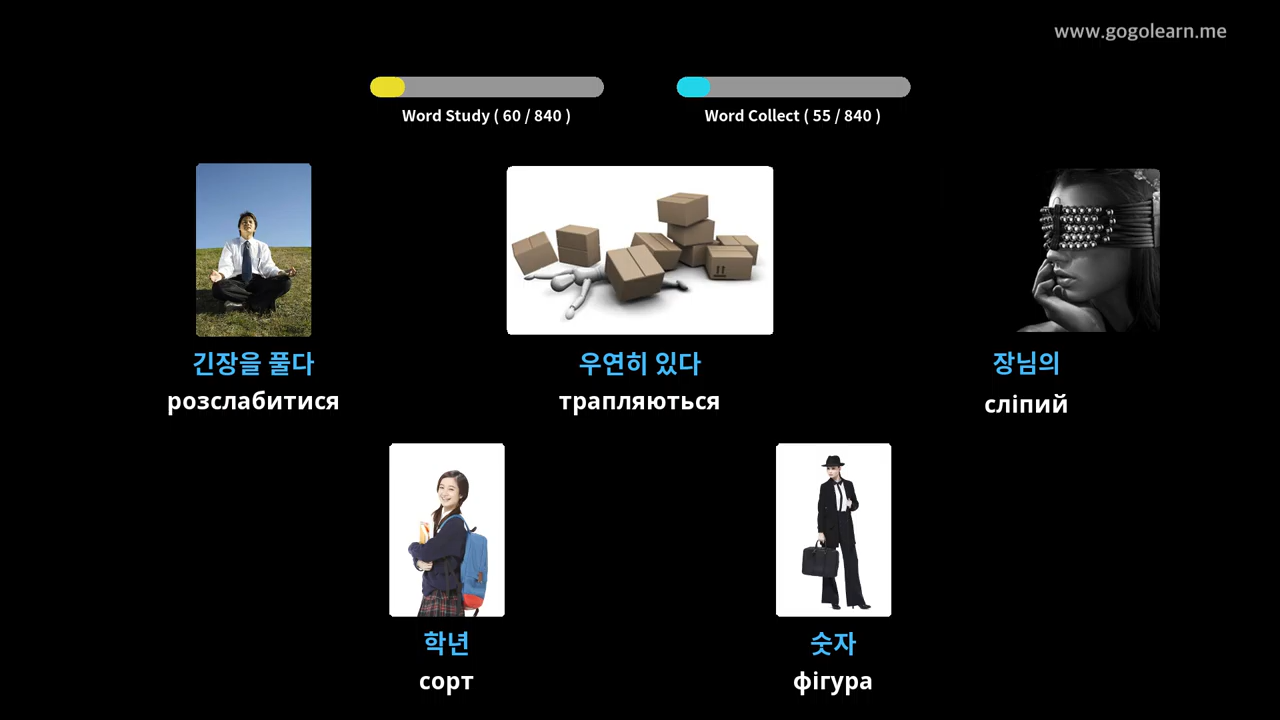 www.gogolearn.me
Word Study ( 60 / 840 )
Word Collect ( 55 / 840 )
긴장을 풀다
розслабитися
우연히 있다
трапляються
장님의
сліпий
학년
сорт
숫자
фігура